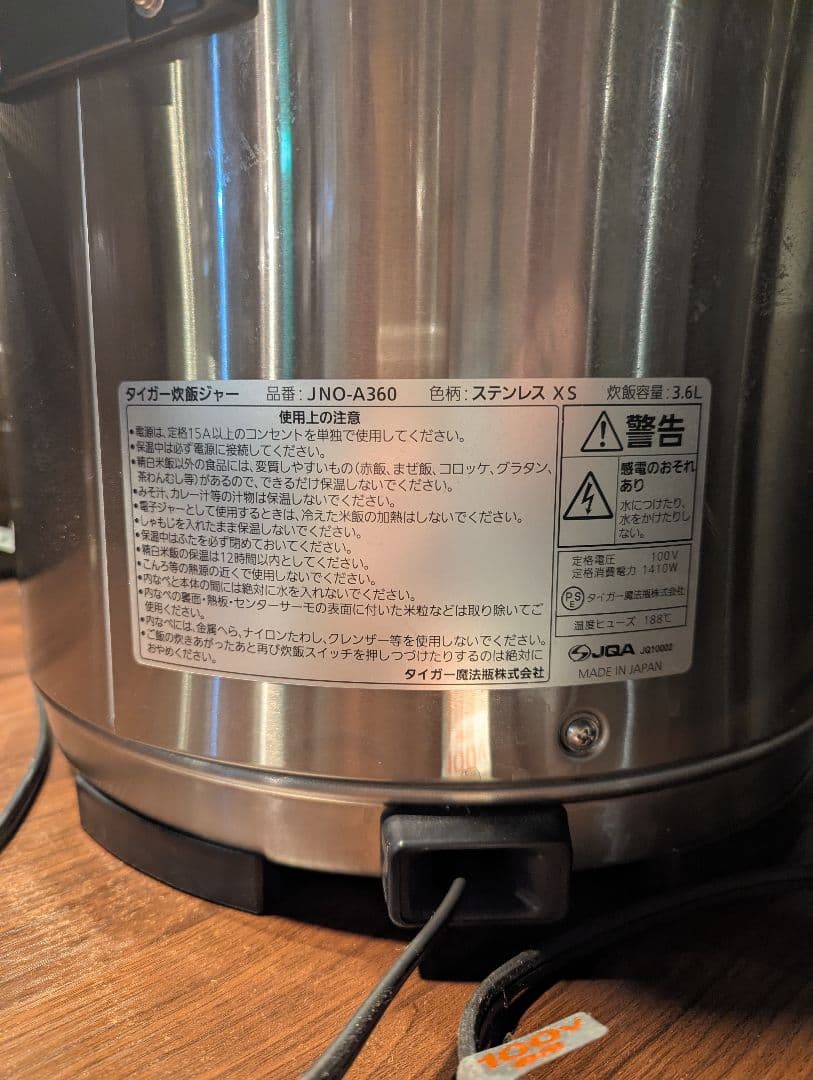 タイガー炊飯ジャー 品番:JNO-A360 色柄:ステンレス XS 炊飯容量:3.6L
使用上の注意
•電源は、定格15A以上のコンセントを単独で使用してください。
•保温中は必ず電源に接続してください。
•精白米飯以外の食品には、変質しやすいもの(赤飯、まぜ飯、コロッケ、グラタン、
茶わんむし等)があるので、できるだけ保温しないでください。
•みそ汁、カレー汁等の汁物は保温しないでください。
•電子ジャーとして使用するときは、冷えた米飯の加熱はしないでください。
•しゃもじを入れたまま保温しないでください。
•保温中はふたを必ず閉めておいてください。
•精白米飯の保温は12時間以内としてください。
•こんろ等の熱源の近くで使用しないでください。
•内なべと本体の間には絶対に水を入れないでください。
•内なべの裏面・熱板・センターサーモの表面に付いた米粒などは取り除いてご
使用ください。
•内なべには、金属へら、ナイロンたわし、クレンザー等を使用しないでください。
•ご飯の炊きあがったあと再び炊飯スイッチを押しつづけたりするのは絶対に
おやめください。
タイガー魔法瓶株式会社
警告
感電のおそれ
あり
水につけたり、
水をかけたりし
ない。
定格電圧 100V
定格消費電力 1410W
PSE タイガー魔法瓶株式会社
温度ヒューズ 188℃
JQA JQ10002
MADE IN JAPAN
100V